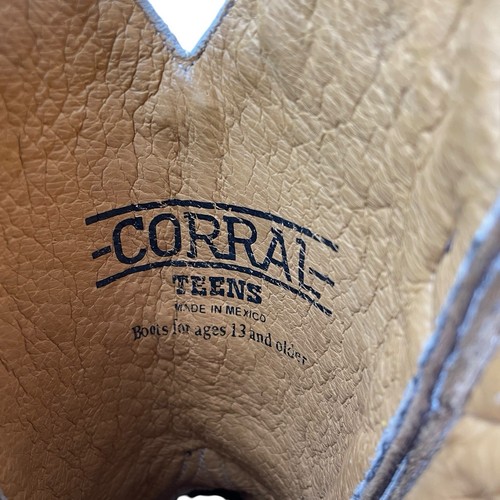 -CORRAL-
TEENS
MADE IN MEXICO
Boots for ages 13 and older